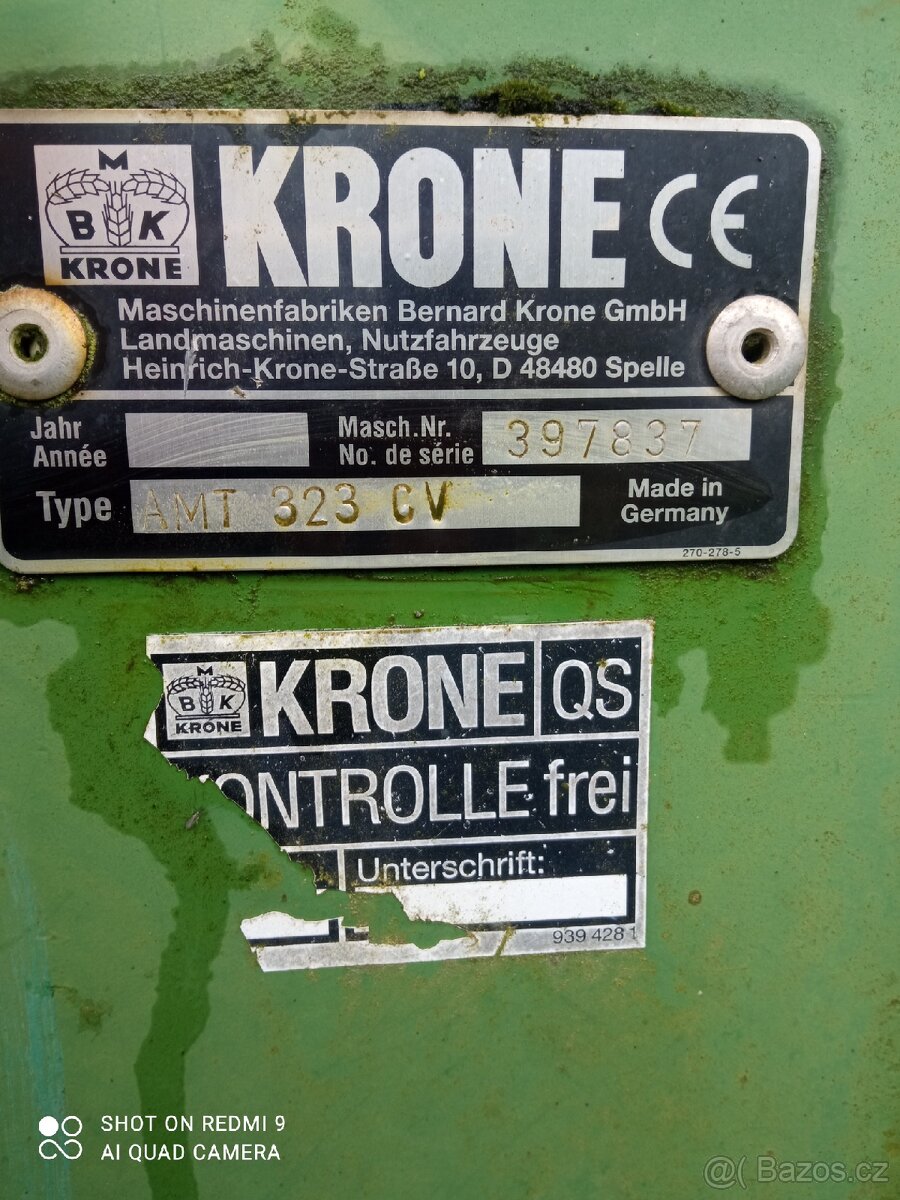 M
B K
KRONE
KRONE CE
Maschinenfabriken Bernard Krone GmbH
Landmaschinen, Nutzfahrzeuge
Heinrich-Krone-Straße 10, D 48480 Spelle
Jahr
Année
Masch.Nr.
No. de série
397837
Type AMT 323 CV
Made in
Germany
270-278-5
M
B K
KRONE
KRONE QS
ONTROLLE frei
Unterschrift:
939 428 1
SHOT ON REDMI 9
AI QUAD CAMERA
@( Bazos.cz